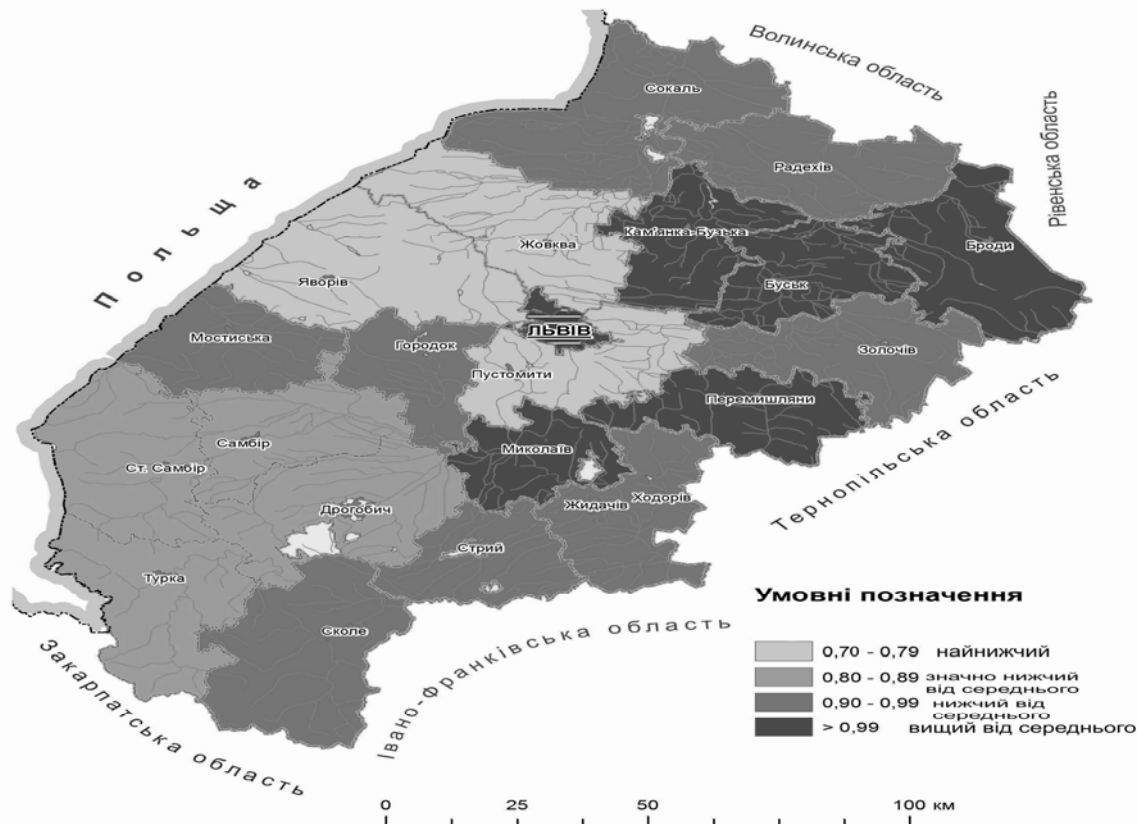 Волинська область
Рівенська область
Польща
Сокаль
Радехів
Кам'янка-Бузька
Жовква
Броди
Буськ
Яворів
ЛЬВІВ
Мостиська
Городок
Золочів
Пустомити
Перемишляни
Самбір
Ст. Самбір
Миколаїв
Дрогобич
Жидачів
Ходорів
Стрий
Турка
Сколе
Тернопільська область
Івано-Франківська область
Закарпатська область
Умовні позначення
0,70 - 0,79 найнижчий
0,80 - 0,89 значно нижчий
від середнього
0,90 - 0,99 нижчий від
середнього
> 0,99 вищий від середнього
0 25 50 100 км